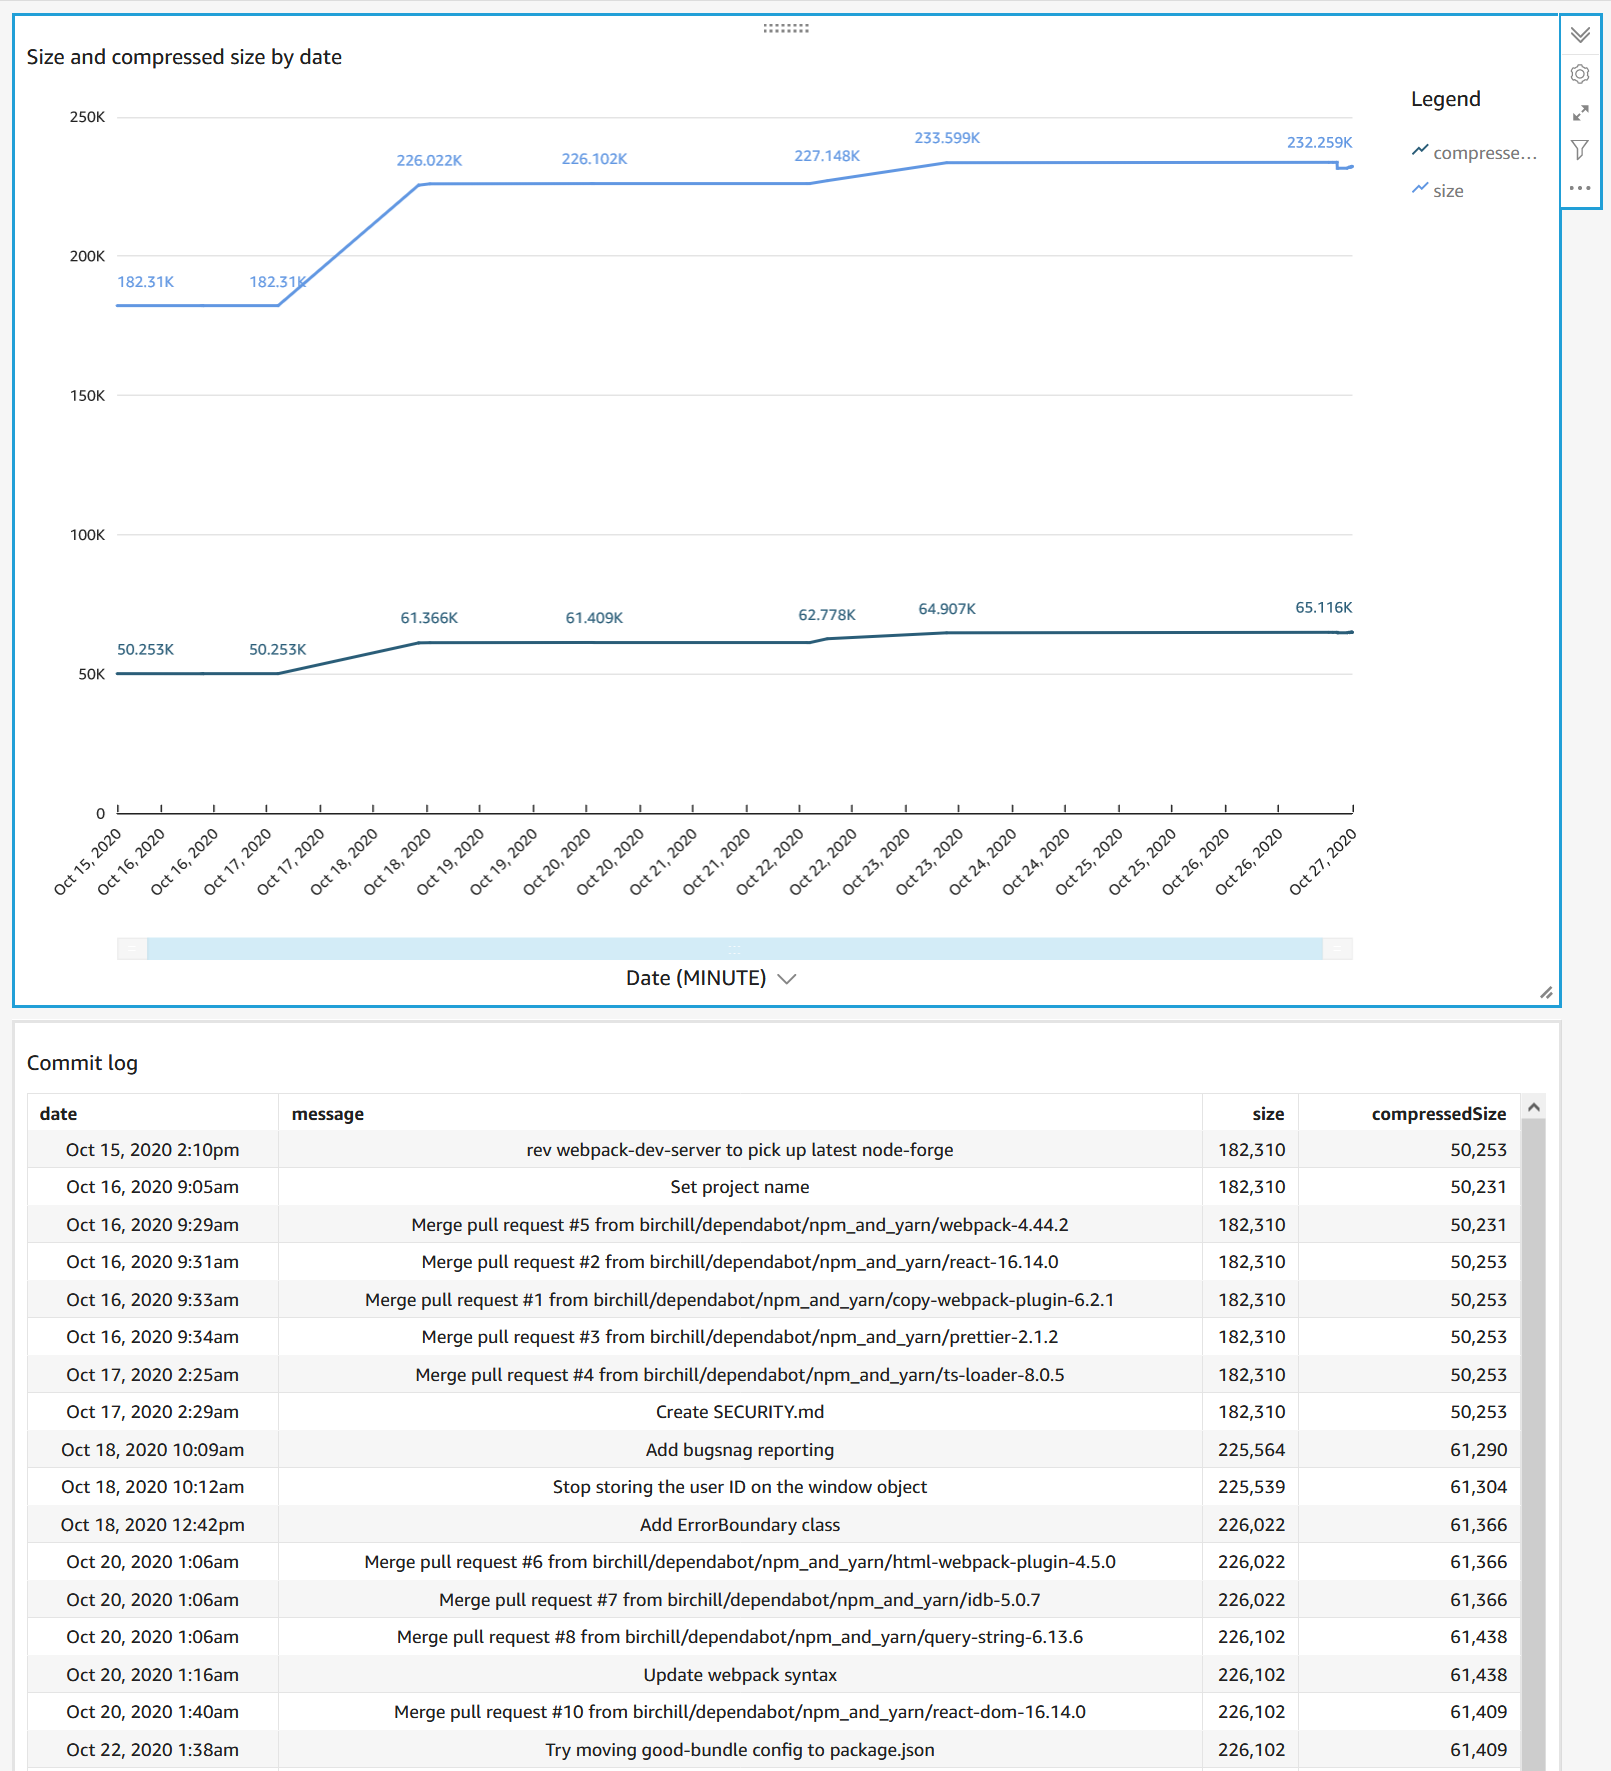 Size and compressed size by date
Legend
compresse...
size
250K
200K
150K
100K
50K
0
182.31K
182.31K
226.022K
226.102K
227.148K
233.599K
232.259K
50.253K
50.253K
61.366K
61.409K
62.778K
64.907K
65.116K
Oct 15, 2020
Oct 16, 2020
Oct 16, 2020
Oct 17, 2020
Oct 17, 2020
Oct 18, 2020
Oct 18, 2020
Oct 19, 2020
Oct 19, 2020
Oct 20, 2020
Oct 20, 2020
Oct 21, 2020
Oct 21, 2020
Oct 22, 2020
Oct 22, 2020
Oct 23, 2020
Oct 23, 2020
Oct 24, 2020
Oct 24, 2020
Oct 25, 2020
Oct 25, 2020
Oct 26, 2020
Oct 26, 2020
Oct 27, 2020
Date (MINUTE)
Commit log
date message size compressedSize
Oct 15, 2020 2:10pm rev webpack-dev-server to pick up latest node-forge 182,310 50,253
Oct 16, 2020 9:05am Set project name 182,310 50,231
Oct 16, 2020 9:29am Merge pull request #5 from birchill/dependabot/npm_and_yarn/webpack-4.44.2 182,310 50,231
Oct 16, 2020 9:31am Merge pull request #2 from birchill/dependabot/npm_and_yarn/react-16.14.0 182,310 50,253
Oct 16, 2020 9:33am Merge pull request #1 from birchill/dependabot/npm_and_yarn/copy-webpack-plugin-6.2.1 182,310 50,253
Oct 16, 2020 9:34am Merge pull request #3 from birchill/dependabot/npm_and_yarn/prettier-2.1.2 182,310 50,253
Oct 17, 2020 2:25am Merge pull request #4 from birchill/dependabot/npm_and_yarn/ts-loader-8.0.5 182,310 50,253
Oct 17, 2020 2:29am Create SECURITY.md 182,310 50,253
Oct 18, 2020 10:09am Add bugsnag reporting 225,564 61,290
Oct 18, 2020 10:12am Stop storing the user ID on the window object 225,539 61,304
Oct 18, 2020 12:42pm Add ErrorBoundary class 226,022 61,366
Oct 20, 2020 1:06am Merge pull request #6 from birchill/dependabot/npm_and_yarn/html-webpack-plugin-4.5.0 226,022 61,366
Oct 20, 2020 1:06am Merge pull request #7 from birchill/dependabot/npm_and_yarn/idb-5.0.7 226,022 61,366
Oct 20, 2020 1:06am Merge pull request #8 from birchill/dependabot/npm_and_yarn/query-string-6.13.6 226,102 61,438
Oct 20, 2020 1:16am Update webpack syntax 226,102 61,438
Oct 20, 2020 1:40am Merge pull request #10 from birchill/dependabot/npm_and_yarn/react-dom-16.14.0 226,102 61,409
Oct 22, 2020 1:38am Try moving good-bundle config to package.json 226,102 61,409